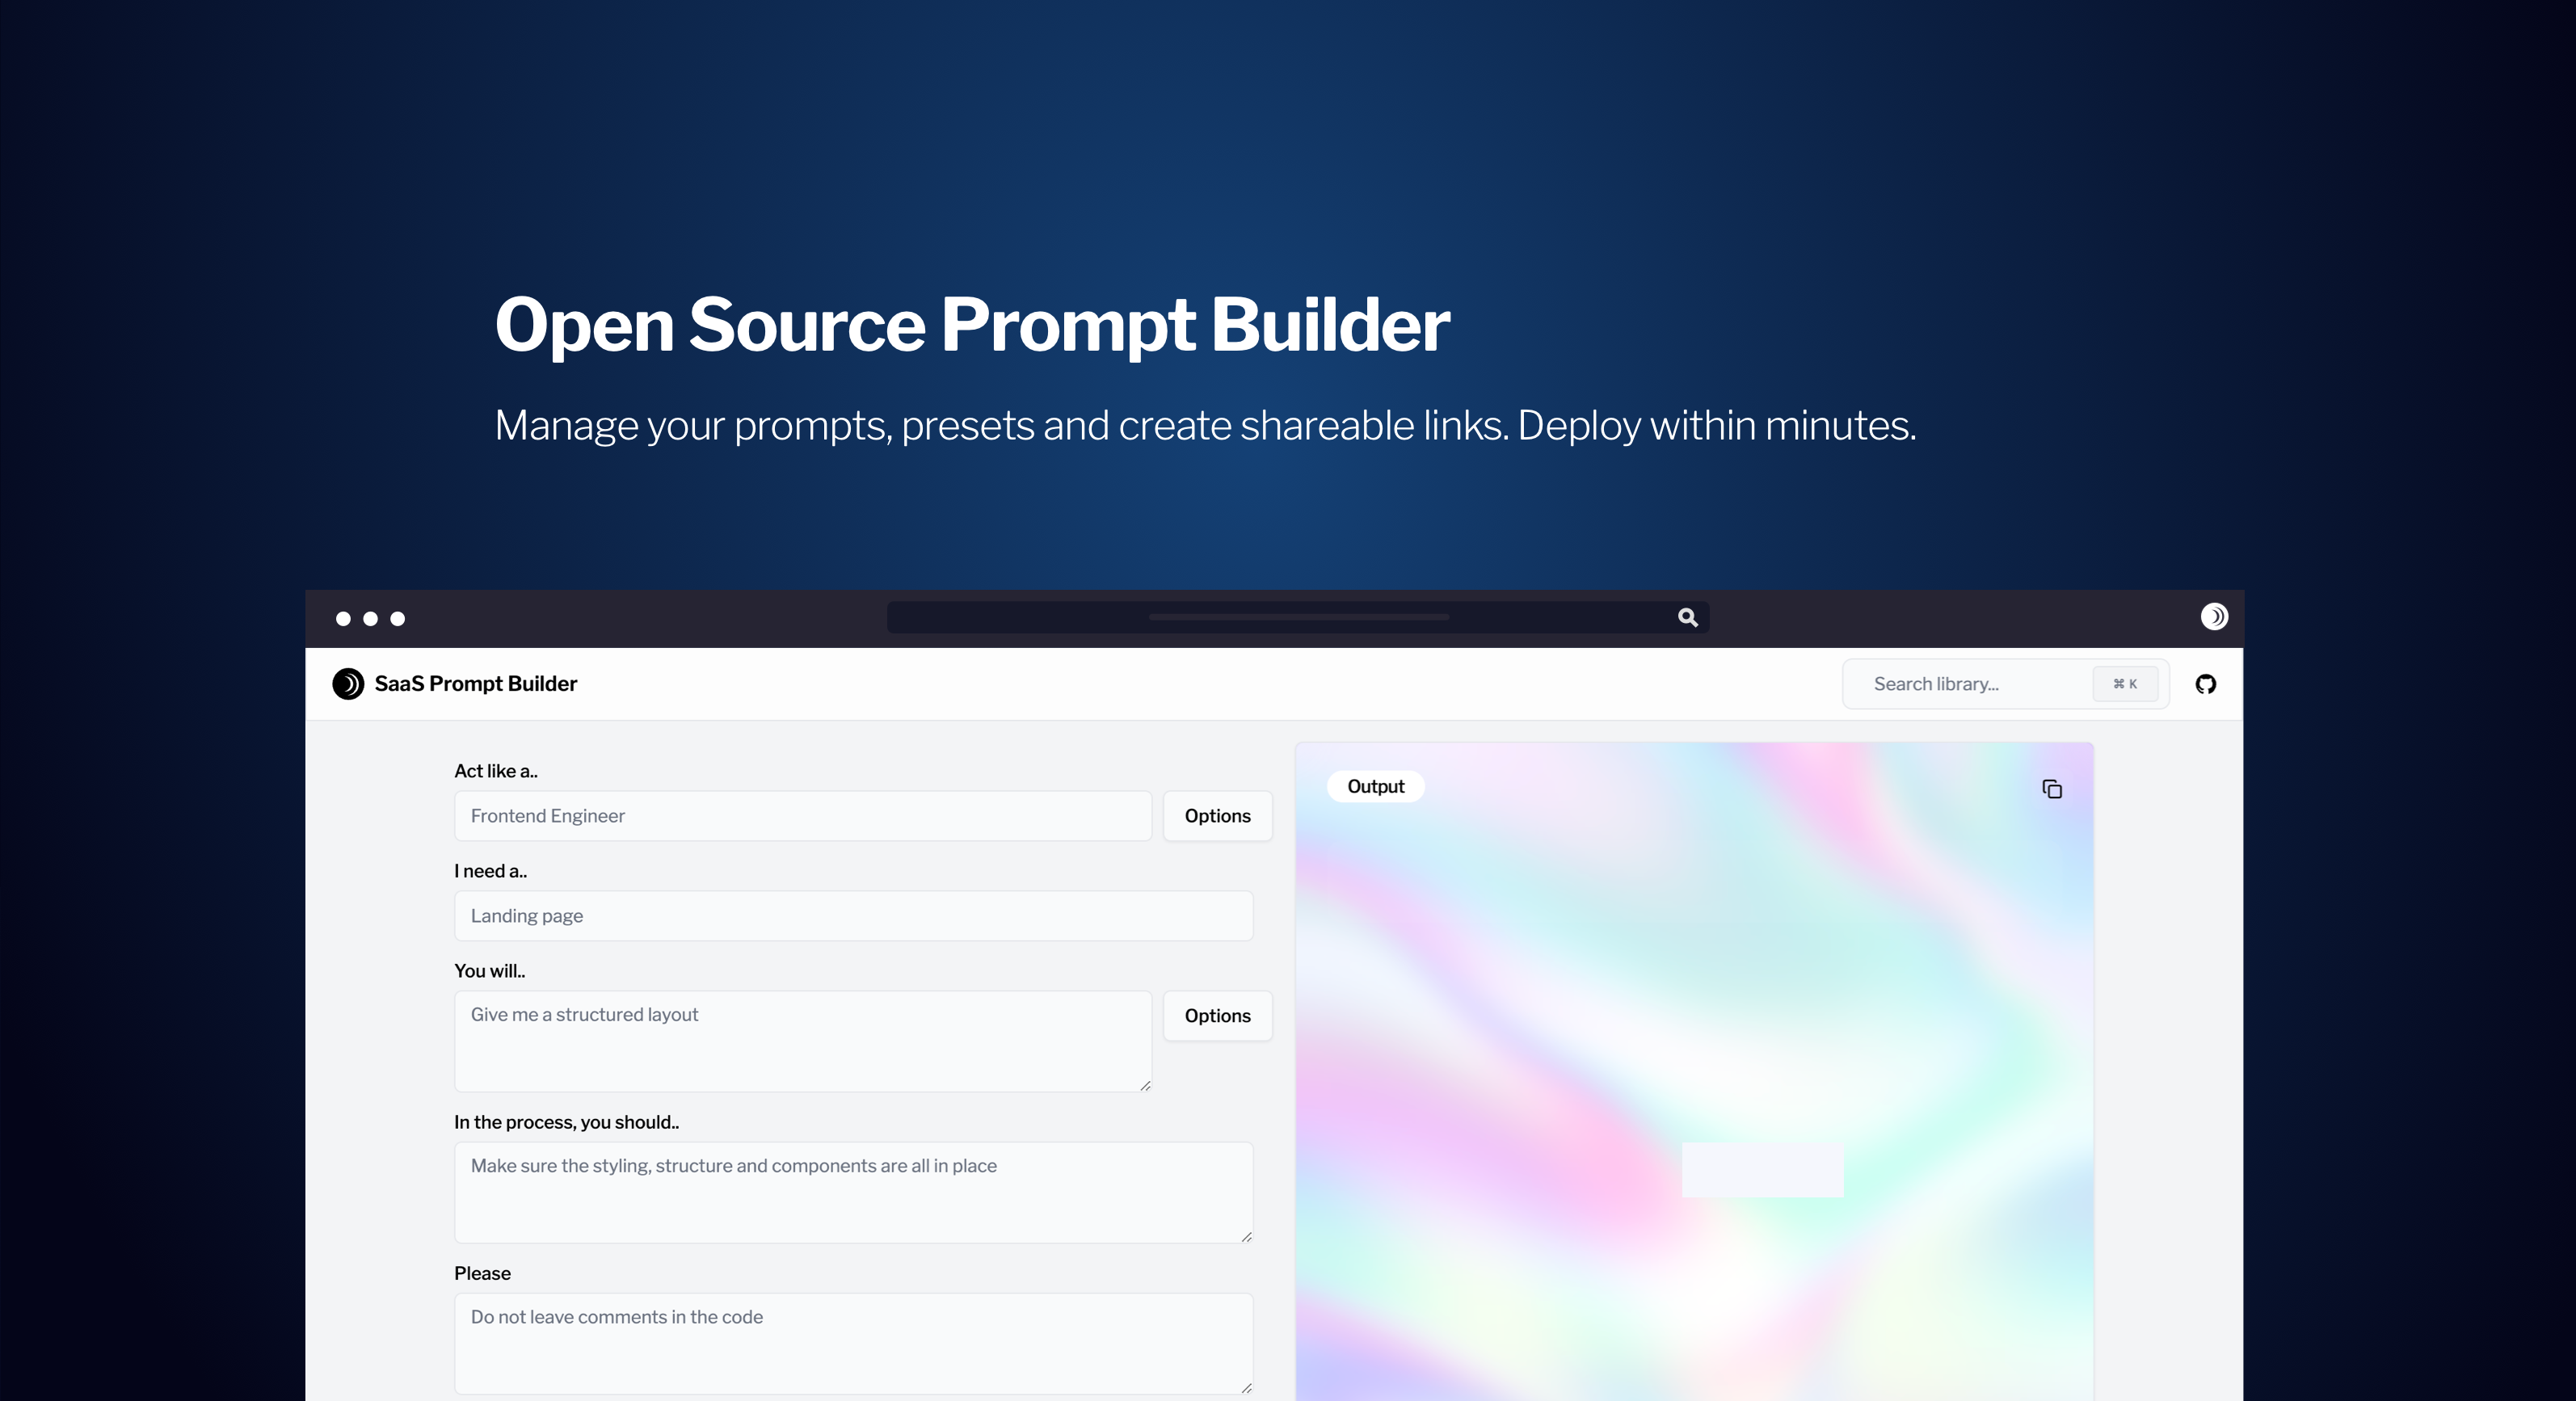 Open Source Prompt Builder
Manage your prompts, presets and create shareable links. Deploy within minutes.
SaaS Prompt Builder
Search library...
⌘ K
Act like a..
Frontend Engineer
Options
I need a..
Landing page
You will..
Give me a structured layout
Options
In the process, you should..
Make sure the styling, structure and components are all in place
Please
Do not leave comments in the code
Output